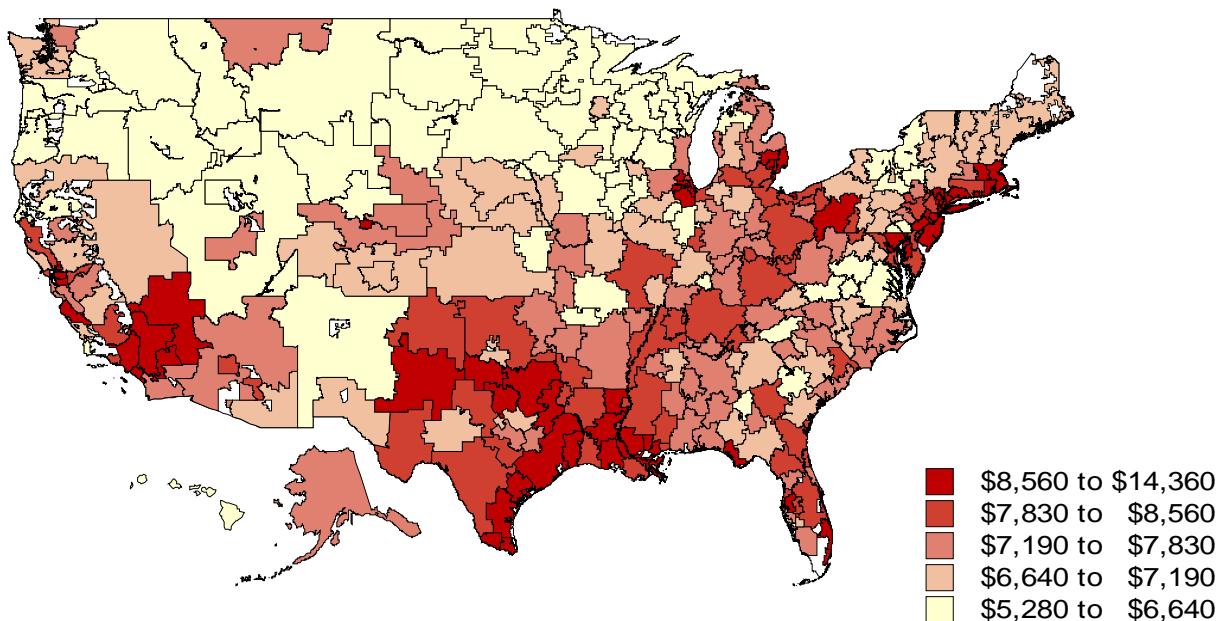 $8,560 to $14,360
$7,830 to $8,560
$7,190 to $7,830
$6,640 to $7,190
$5,280 to $6,640